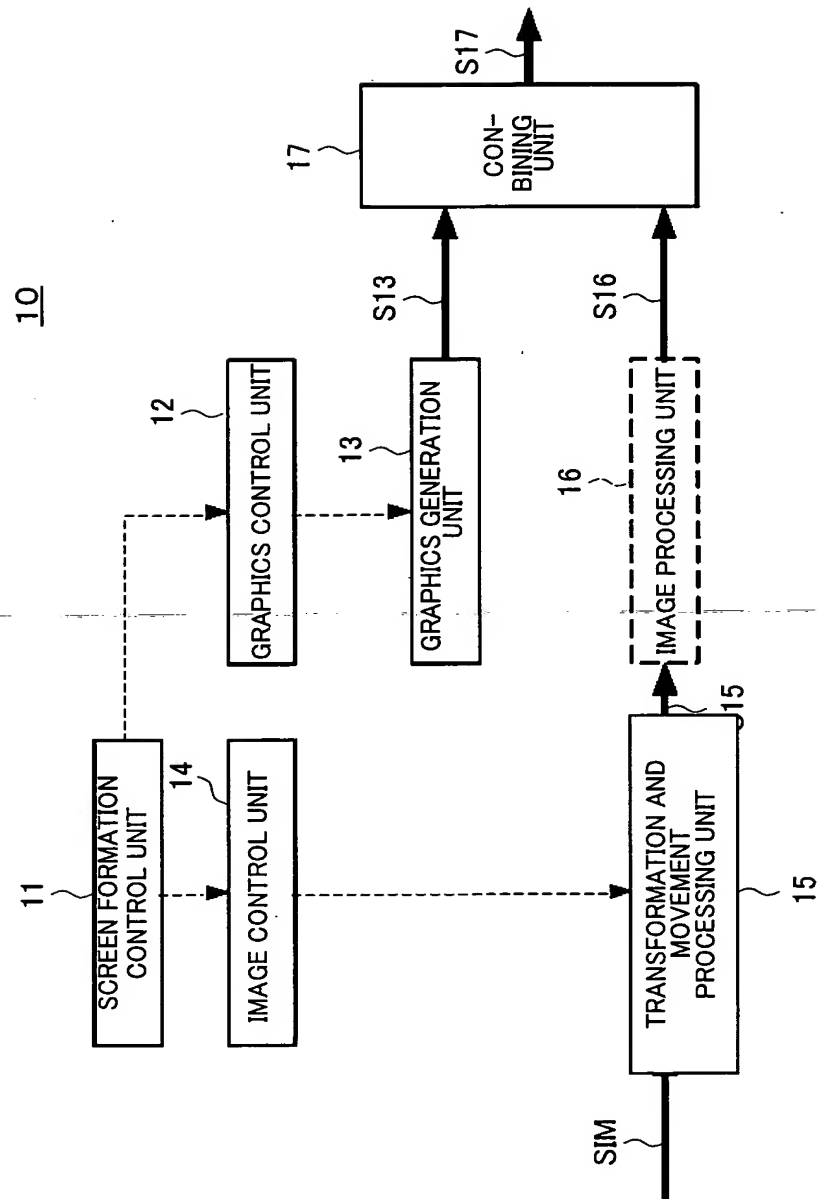 10
11
SCREEN FORMATION
CONTROL UNIT
14
IMAGE CONTROL UNIT
12
GRAPHICS CONTROL UNIT
13
GRAPHICS GENERATION
UNIT
S13
17
CON-
BINING
UNIT
S17
SIM
TRANSFORMATION AND
MOVEMENT
PROCESSING UNIT
15
15
16
IMAGE PROCESSING UNIT
S16